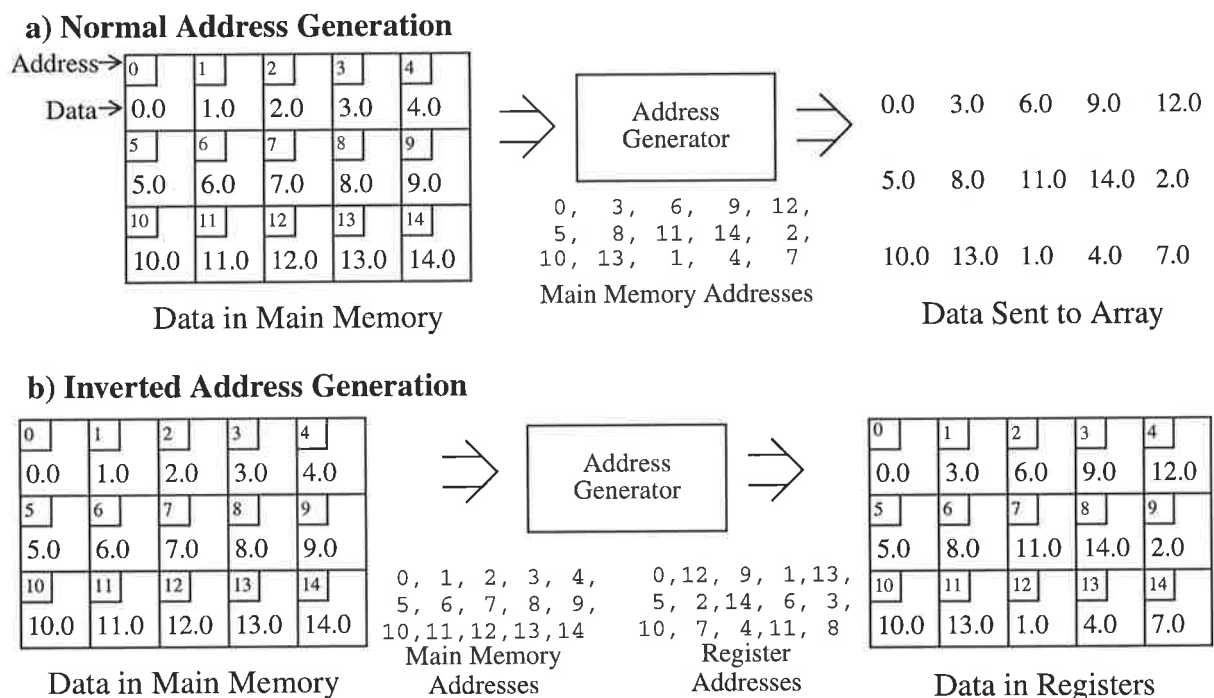 a) Normal Address Generation
Address
0 1 2 3 4
Data
0.0 1.0 2.0 3.0 4.0
5 6 7 8 9
5.0 6.0 7.0 8.0 9.0
10 11 12 13 14
10.0 11.0 12.0 13.0 14.0
Data in Main Memory
Address
Generator
0, 3, 6, 9, 12,
5, 8, 11, 14, 2,
10, 13, 1, 4, 7
Main Memory Addresses
0.0 3.0 6.0 9.0 12.0
5.0 8.0 11.0 14.0 2.0
10.0 13.0 1.0 4.0 7.0
Data Sent to Array
b) Inverted Address Generation
0 1 2 3 4
0.0 1.0 2.0 3.0 4.0
5 6 7 8 9
5.0 6.0 7.0 8.0 9.0
10 11 12 13 14
10.0 11.0 12.0 13.0 14.0
Data in Main Memory
Address
Generator
0, 1, 2, 3, 4,
5, 6, 7, 8, 9,
10,11,12,13,14
Main Memory
Addresses
0,12, 9, 1,13,
5, 2,14, 6, 3,
10, 7, 4,11, 8
Register
Addresses
0 1 2 3 4
0.0 3.0 6.0 9.0 12.0
5 6 7 8 9
5.0 8.0 11.0 14.0 2.0
10 11 12 13 14
10.0 13.0 1.0 4.0 7.0
Data in Registers